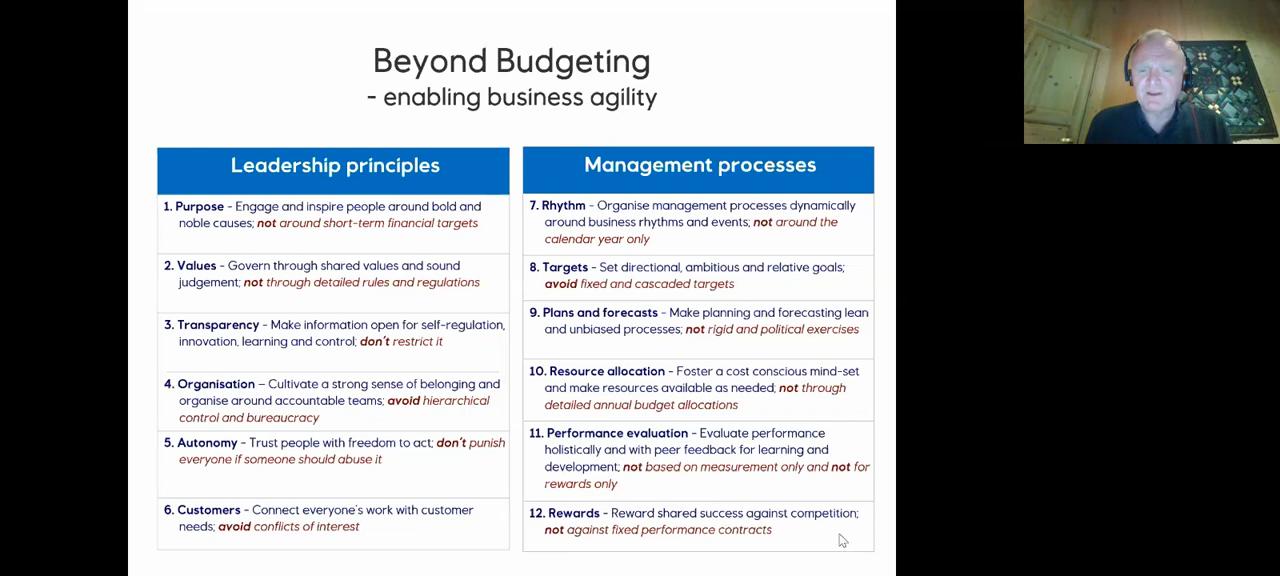 Beyond Budgeting
- enabling business agility
Leadership principles
1. Purpose - Engage and inspire people around bold and
noble causes; not around short-term financial targets
2. Values - Govern through shared values and sound
judgement; not through detailed rules and regulations
3. Transparency - Make information open for self-regulation,
innovation, learning and control; don't restrict it
4. Organisation – Cultivate a strong sense of belonging and
organise around accountable teams; avoid hierarchical
control and bureaucracy
5. Autonomy - Trust people with freedom to act; don't punish
everyone if someone should abuse it
6. Customers - Connect everyone's work with customer
needs; avoid conflicts of interest
Management processes
7. Rhythm - Organise management processes dynamically
around business rhythms and events; not around the
calendar year only
8. Targets - Set directional, ambitious and relative goals;
avoid fixed and cascaded targets
9. Plans and forecasts - Make planning and forecasting lean
and unbiased processes; not rigid and political exercises
10. Resource allocation - Foster a cost conscious mind-set
and make resources available as needed; not through
detailed annual budget allocations
11. Performance evaluation - Evaluate performance
holistically and with peer feedback for learning and
development; not based on measurement only and not for
rewards only
12. Rewards - Reward shared success against competition;
not against fixed performance contracts